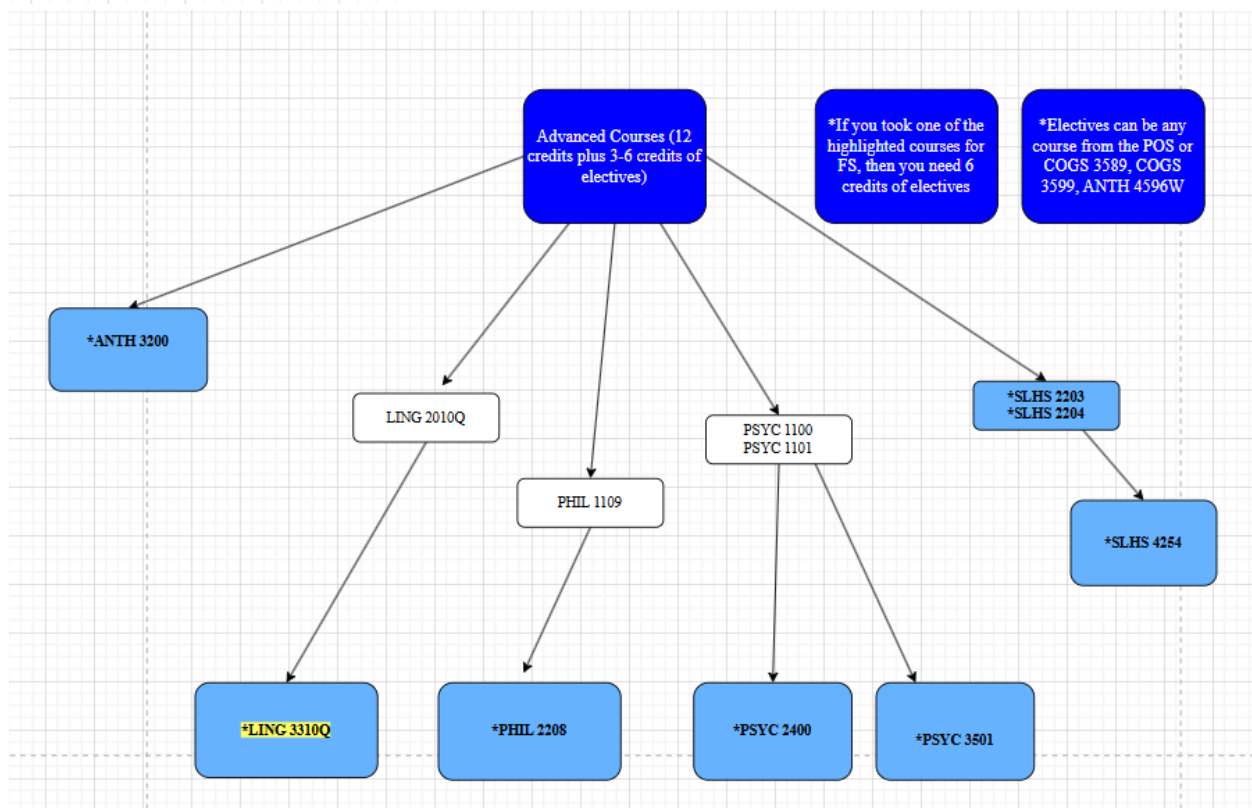 Advanced Courses (12
credits plus 3-6 credits of
electives)
*If you took one of the
highlighted courses for
FS, then you need 6
credits of electives
*Electives can be any
course from the POS or
COGS 3589, COGS
3599, ANTH 4596W
*ANTH 3200
LING 2010Q
PHIL 1109
PSYC 1100
PSYC 1101
*SLHS 2203
*SLHS 2204
*SLHS 4254
*LING 3310Q
*PHIL 2208
*PSYC 2400
*PSYC 3501